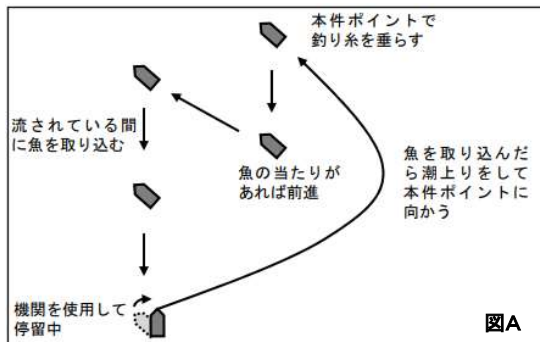 本件ポイントで
釣り糸を垂らす
流されている間
に魚を取り込む
魚の当たりが
あれば前進
魚を取り込んだ
ら潮上りをして
本件ポイントに
向かう
機関を使用して
停留中
図A